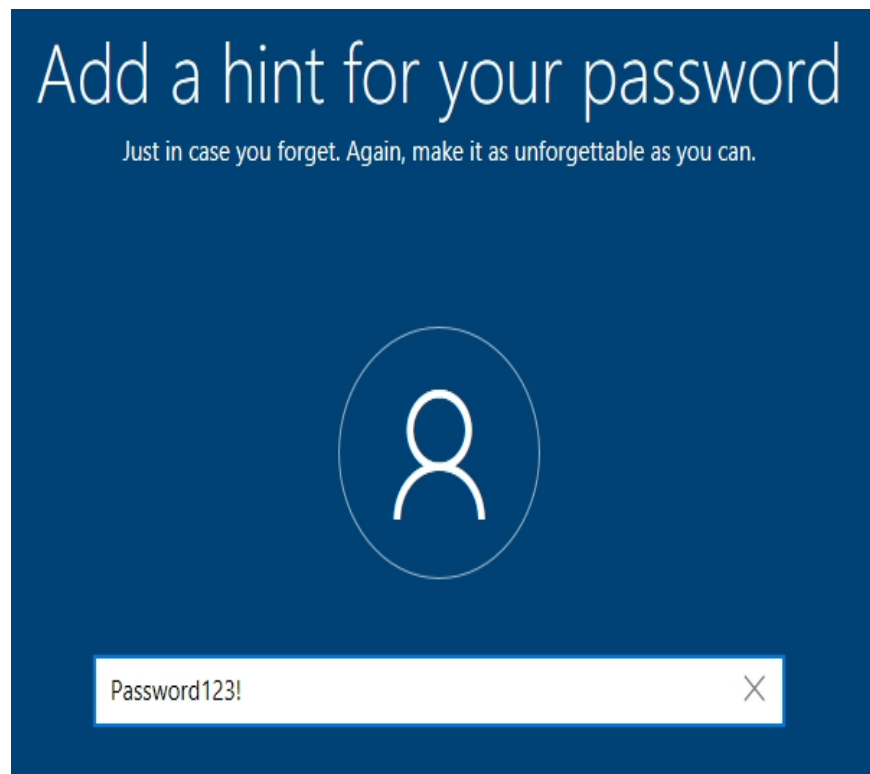 Add a hint for your password
Just in case you forget. Again, make it as unforgettable as you can.
Password123!